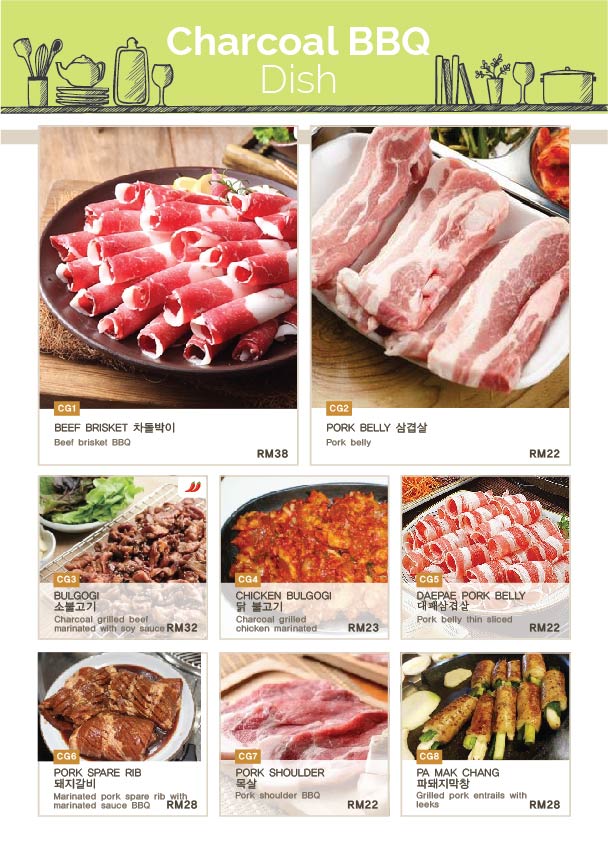 Charcoal BBQ
Dish
CG1
BEEF BRISKET 차돌박이
Beef brisket BBQ
RM38
CG2
PORK BELLY 삼겹살
Pork belly
RM22
CG3
BULGOGI
소불고기
Charcoal grilled beef
marinated with soy sauce RM32
CG4
CHICKEN BULGOGI
닭 불고기
Charcoal grilled
chicken marinated RM23
CG5
DAEPAE PORK BELLY
대패삼겹살
Pork belly thin sliced
RM22
CG6
PORK SPARE RIB
돼지갈비
Marinated pork spare rib with
marinated sauce BBQ RM28
CG7
PORK SHOULDER
목살
Pork shoulder BBQ
RM22
CG8
PA MAK CHANG
파돼지막창
Grilled pork entrails with
leeks RM28